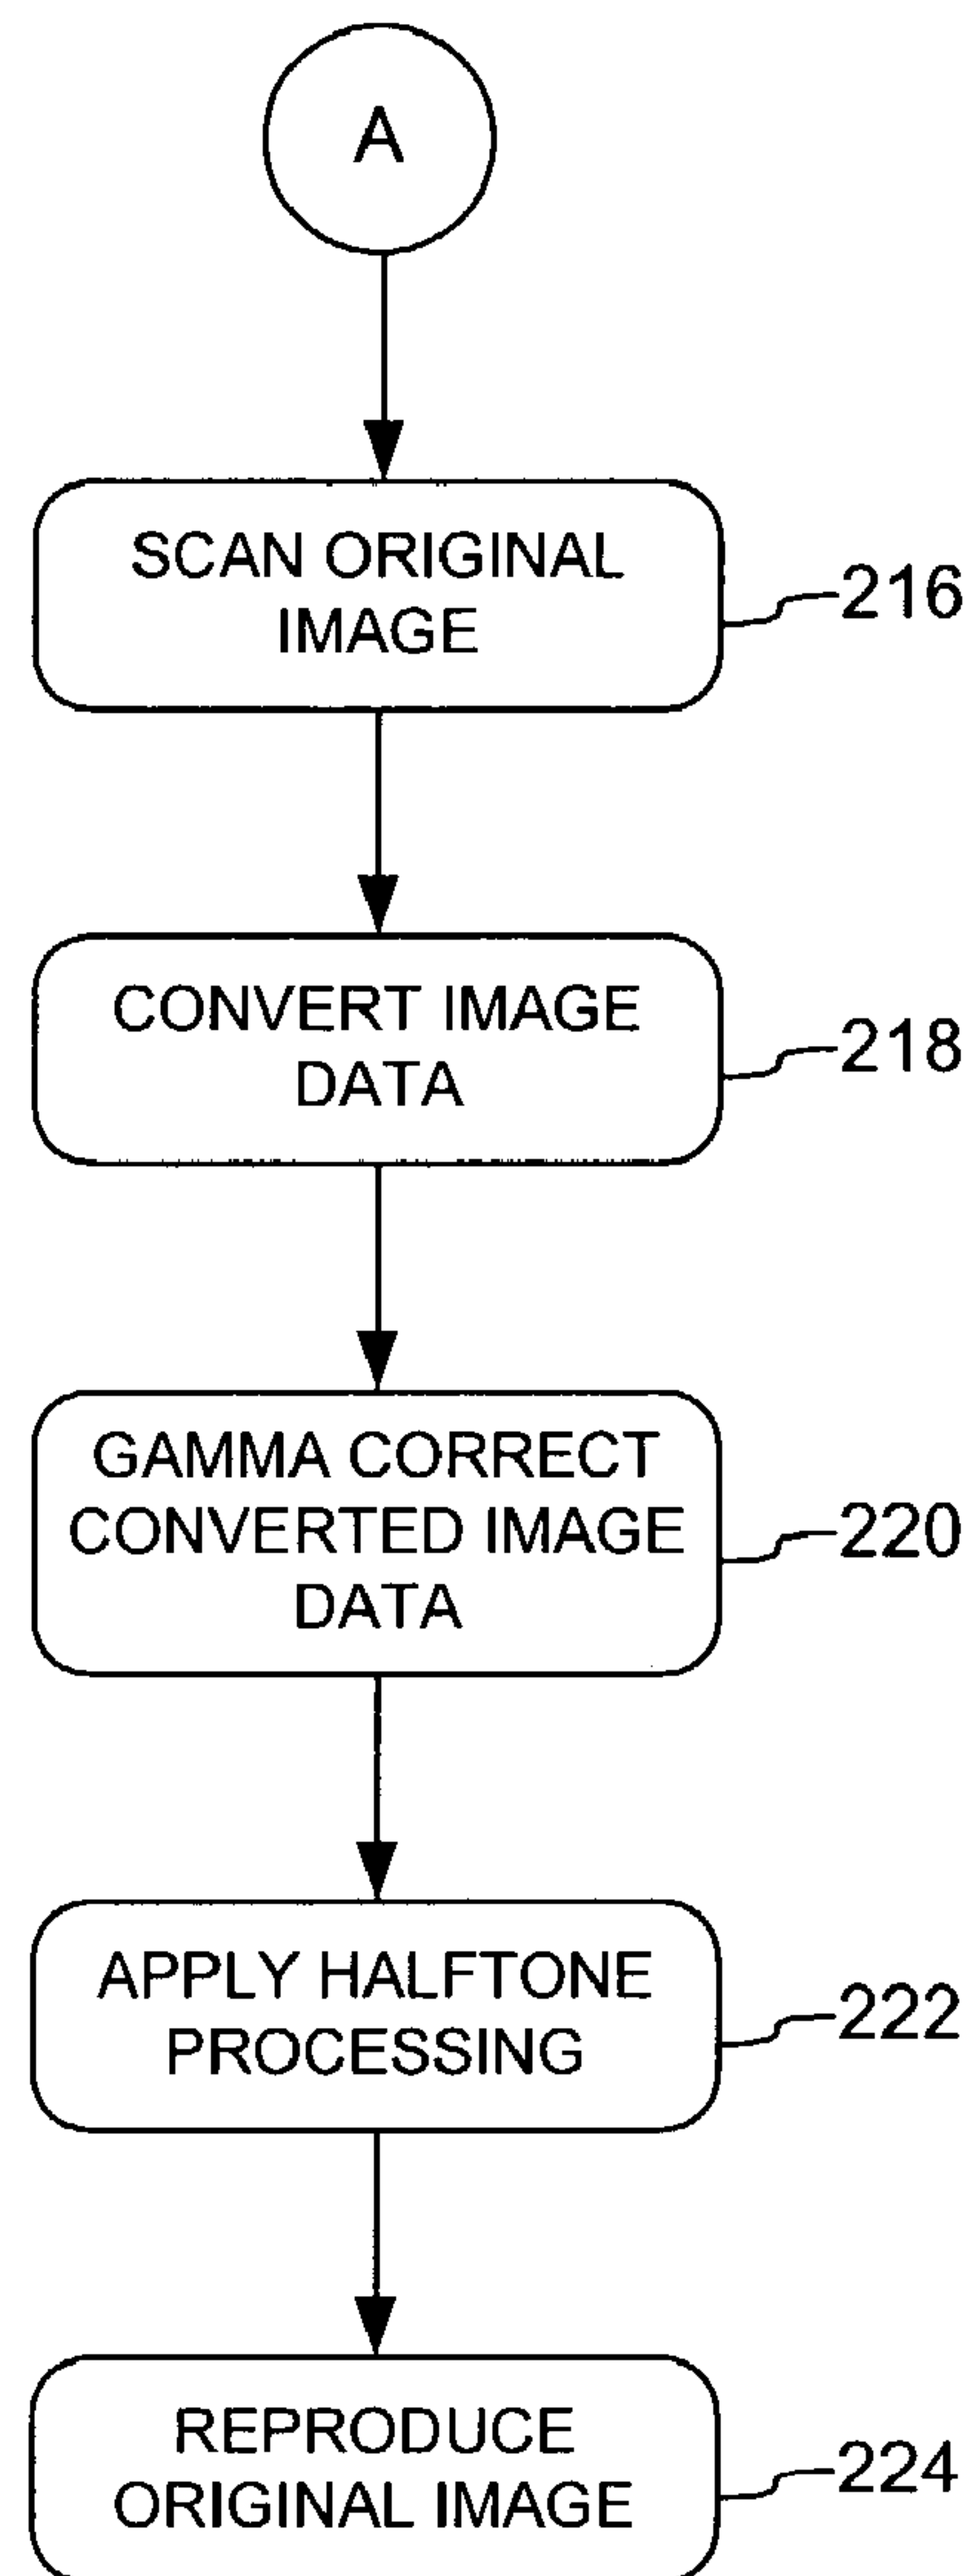 A
SCAN ORIGINAL
IMAGE
216
CONVERT IMAGE
DATA
218
GAMMA CORRECT
CONVERTED IMAGE
DATA
220
APPLY HALFTONE
PROCESSING
222
REPRODUCE
ORIGINAL IMAGE
224